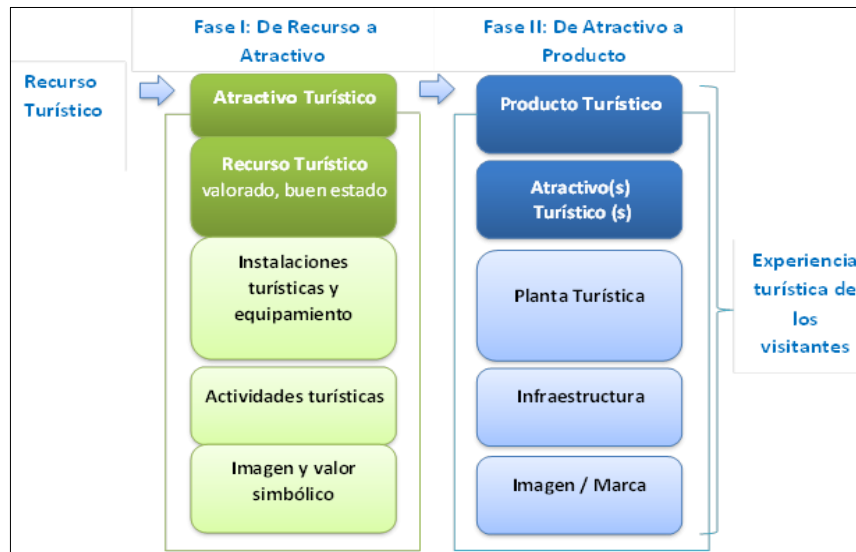 Fase I: De Recurso a
Atractivo
Fase II: De Atractivo a
Producto
Recurso
Turístico
Atractivo Turístico
Recurso Turístico
valorado, buen estado
Instalaciones
turísticas y
equipamiento
Actividades turísticas
Imagen y valor
simbólico
Producto Turístico
Atractivo(s)
Turístico (s)
Planta Turística
Infraestructura
Imagen / Marca
Experiencia
turística de
los
visitantes